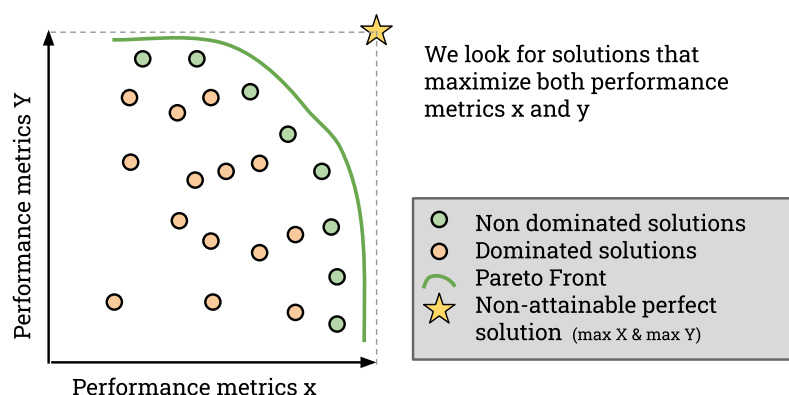 We look for solutions that
maximize both performance
metrics x and y
Performance metrics Y
Performance metrics x
Non dominated solutions
Dominated solutions
Pareto Front
Non-attainable perfect
solution (max X & max Y)